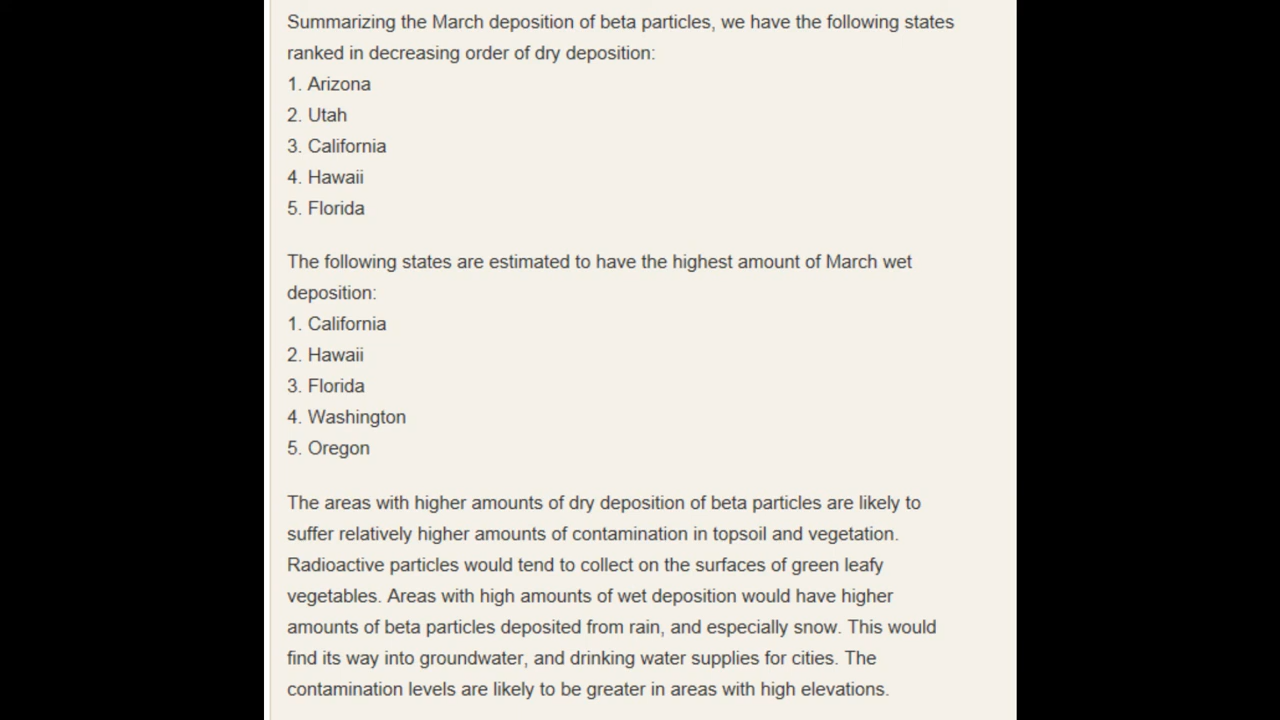 Summarizing the March deposition of beta particles, we have the following states
ranked in decreasing order of dry deposition:
1. Arizona
2. Utah
3. California
4. Hawaii
5. Florida
The following states are estimated to have the highest amount of March wet
deposition:
1. California
2. Hawaii
3. Florida
4. Washington
5. Oregon
The areas with higher amounts of dry deposition of beta particles are likely to
suffer relatively higher amounts of contamination in topsoil and vegetation.
Radioactive particles would tend to collect on the surfaces of green leafy
vegetables. Areas with high amounts of wet deposition would have higher
amounts of beta particles deposited from rain, and especially snow. This would
find its way into groundwater, and drinking water supplies for cities. The
contamination levels are likely to be greater in areas with high elevations.